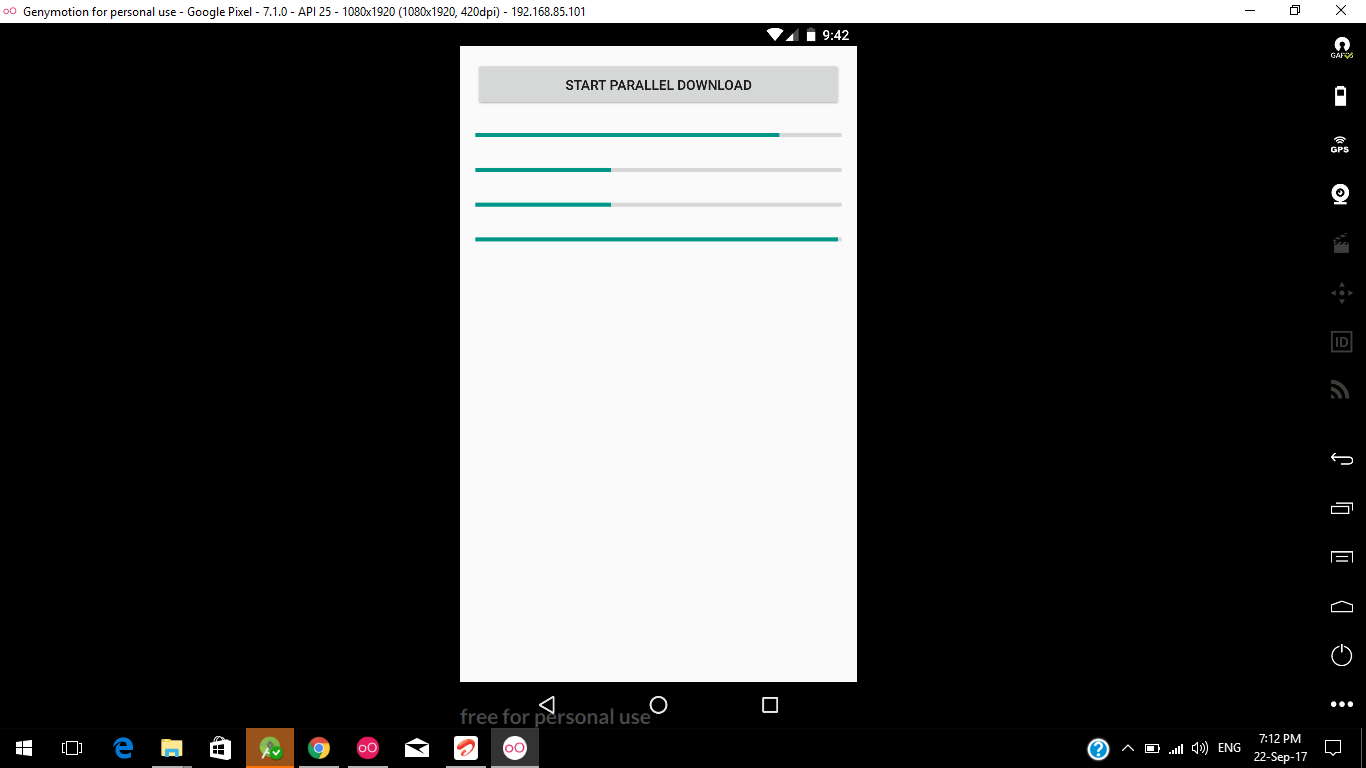 Genymotion for personal use - Google Pixel - 7.1.0 - API 25 - 1080x1920 (1080x1920, 420dpi) - 192.168.85.101
9:42
START PARALLEL DOWNLOAD
GPS
ID
free for personal use
ENG
7:12 PM
22-Sep-17